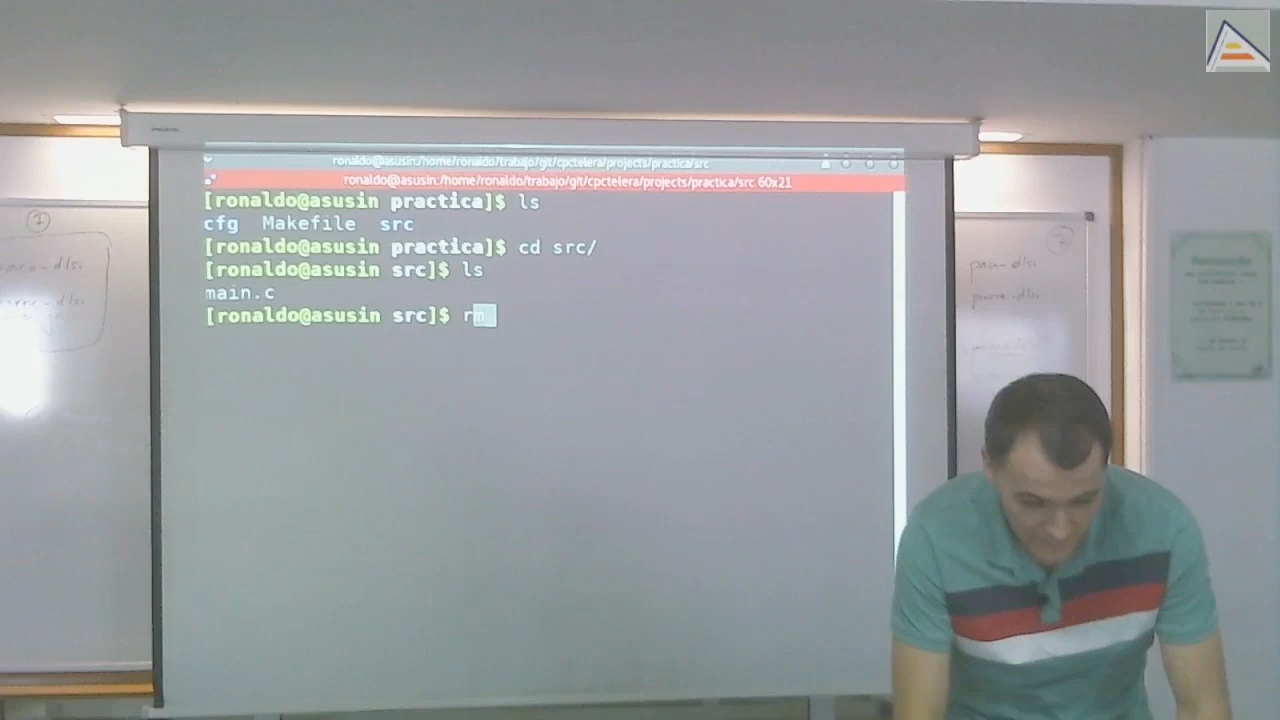 ronaldo@asusin:/home/ronaldo/trabajo/git/cpctelera/projects/practica/src
ronaldo@asusin:/home/ronaldo/trabajo/git/cpctelera/projects/practica/src 60x21
[ronaldo@asusin practica]$ ls
cfg Makefile src
[ronaldo@asusin practica]$ cd src/
[ronaldo@asusin src]$ ls
main.c
[ronaldo@asusin src]$ rm